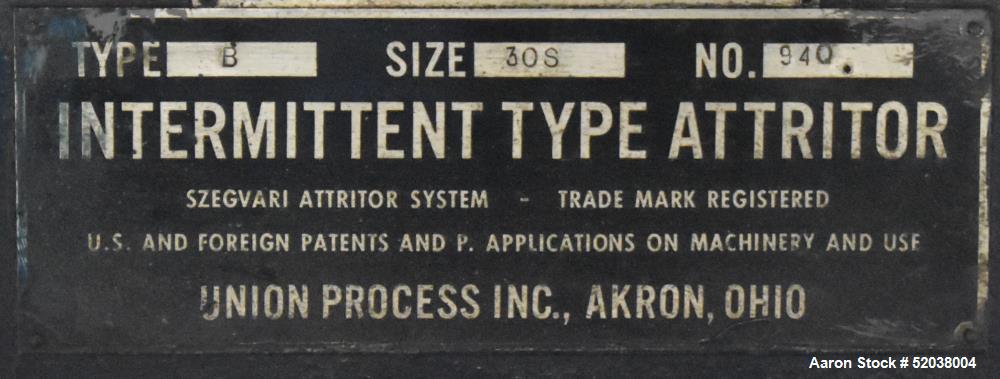 TYPE B SIZE 30S NO. 940
INTERMITTENT TYPE ATTRITOR
SZEGVARI ATTRITOR SYSTEM - TRADE MARK REGISTERED
U.S. AND FOREIGN PATENTS AND P. APPLICATIONS ON MACHINERY AND USE
UNION PROCESS INC., AKRON, OHIO
Aaron Stock # 52038004